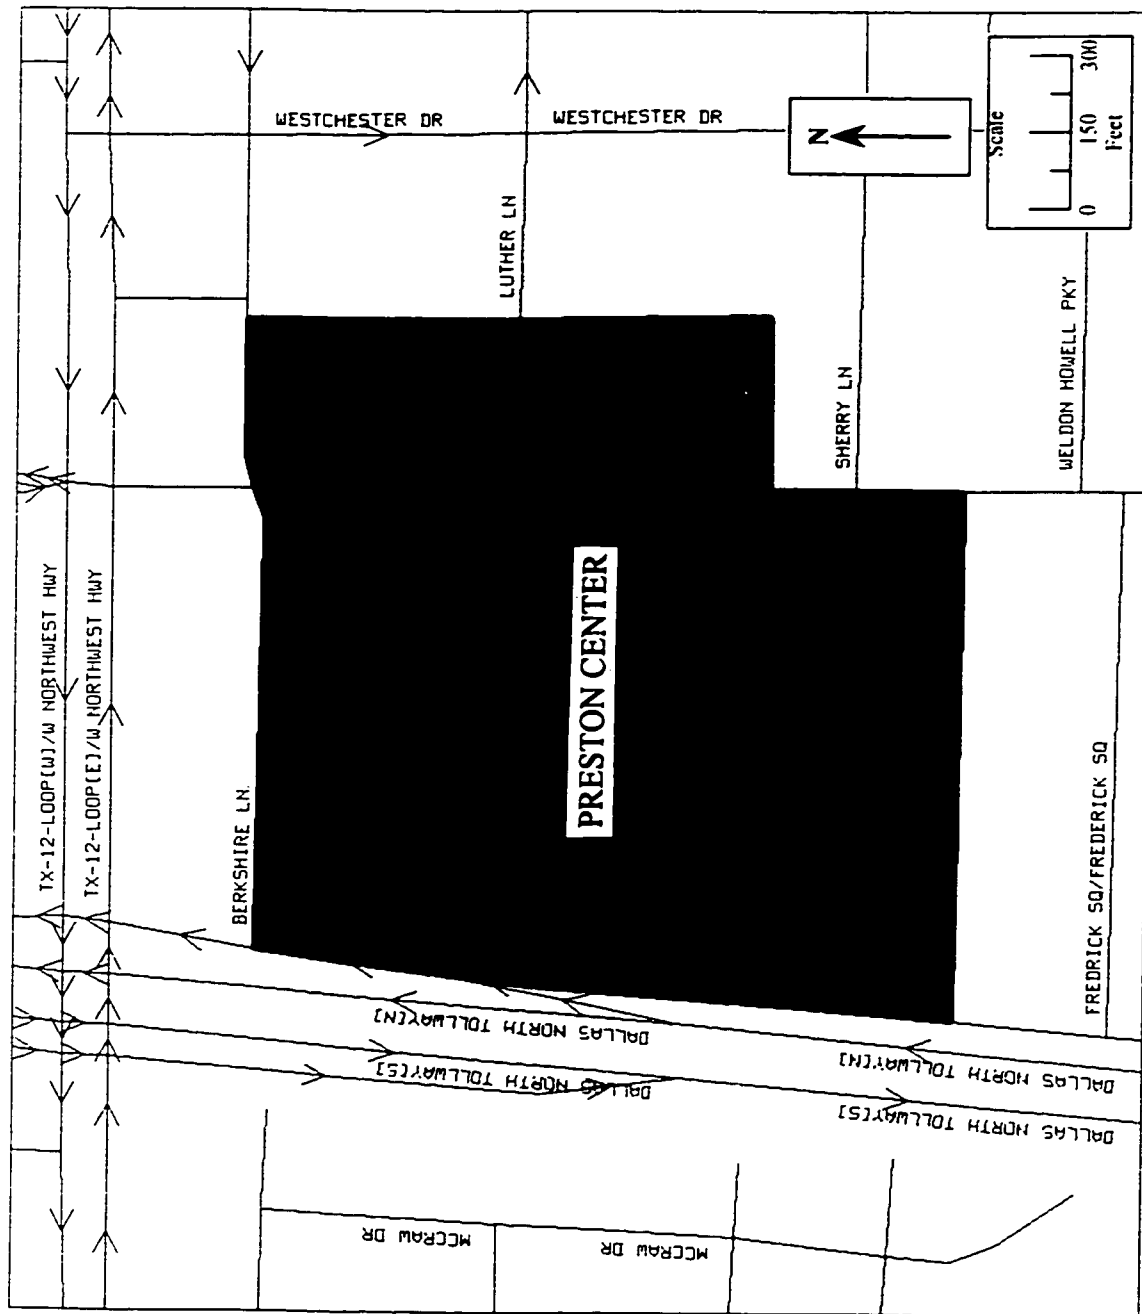 TX-12-LOOP[W]/W NORTHWEST HWY
TX-12-LOOP[E]/W NORTHWEST HWY
WESTCHESTER DR
WESTCHESTER DR
N
Scale
0 150 300
Feet
LUTHER LN
SHERRY LN
WELDON HOWELL PKY
BERKSHIRE LN
PRESTON CENTER
FREDRICK SQ/FREDERICK SQ
DALLAS NORTH TOLLWAY[N]
DALLAS NORTH TOLLWAY[N]
DALLAS NORTH TOLLWAY[S]
DALLAS NORTH TOLLWAY[S]
MCCRAW DR
MCCRAW DR